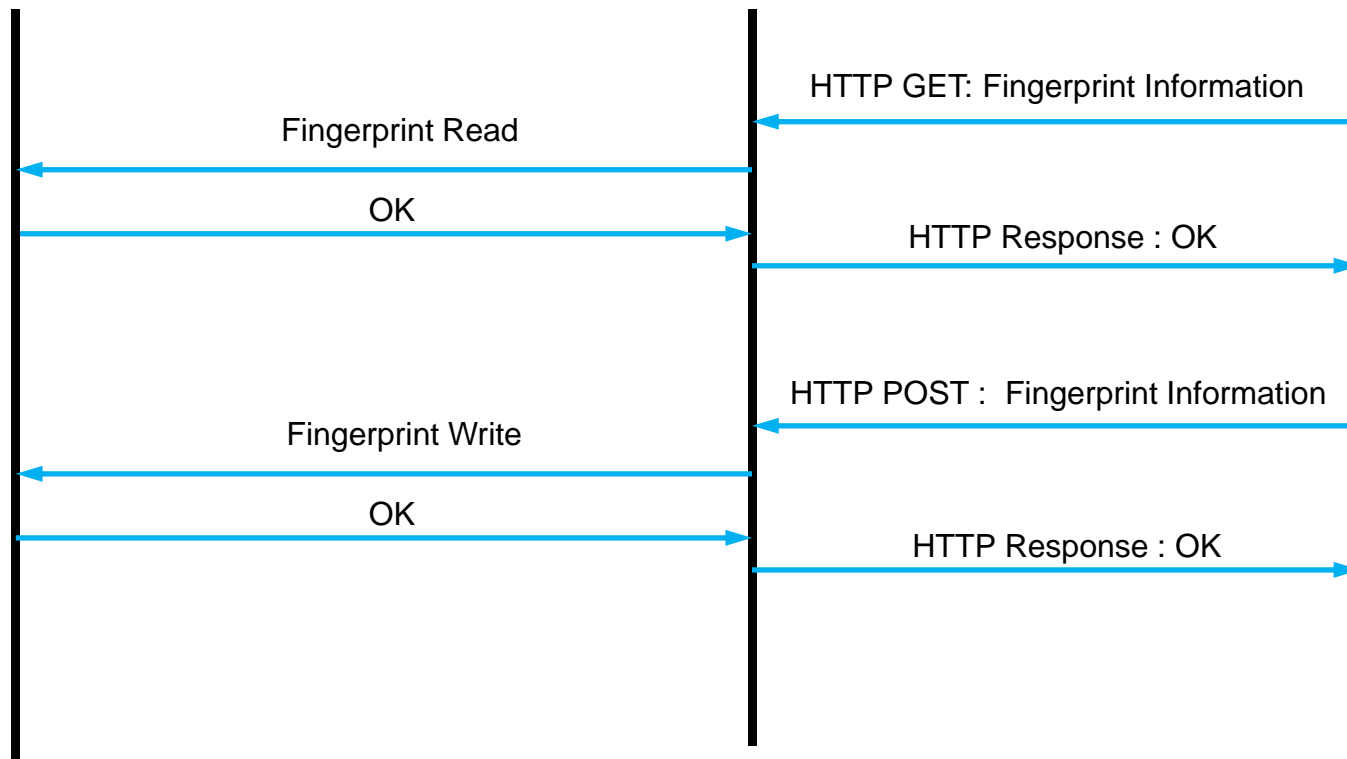 HTTP GET: Fingerprint Information
Fingerprint Read
OK
HTTP Response : OK
HTTP POST :  Fingerprint Information
Fingerprint Write
OK
HTTP Response : OK